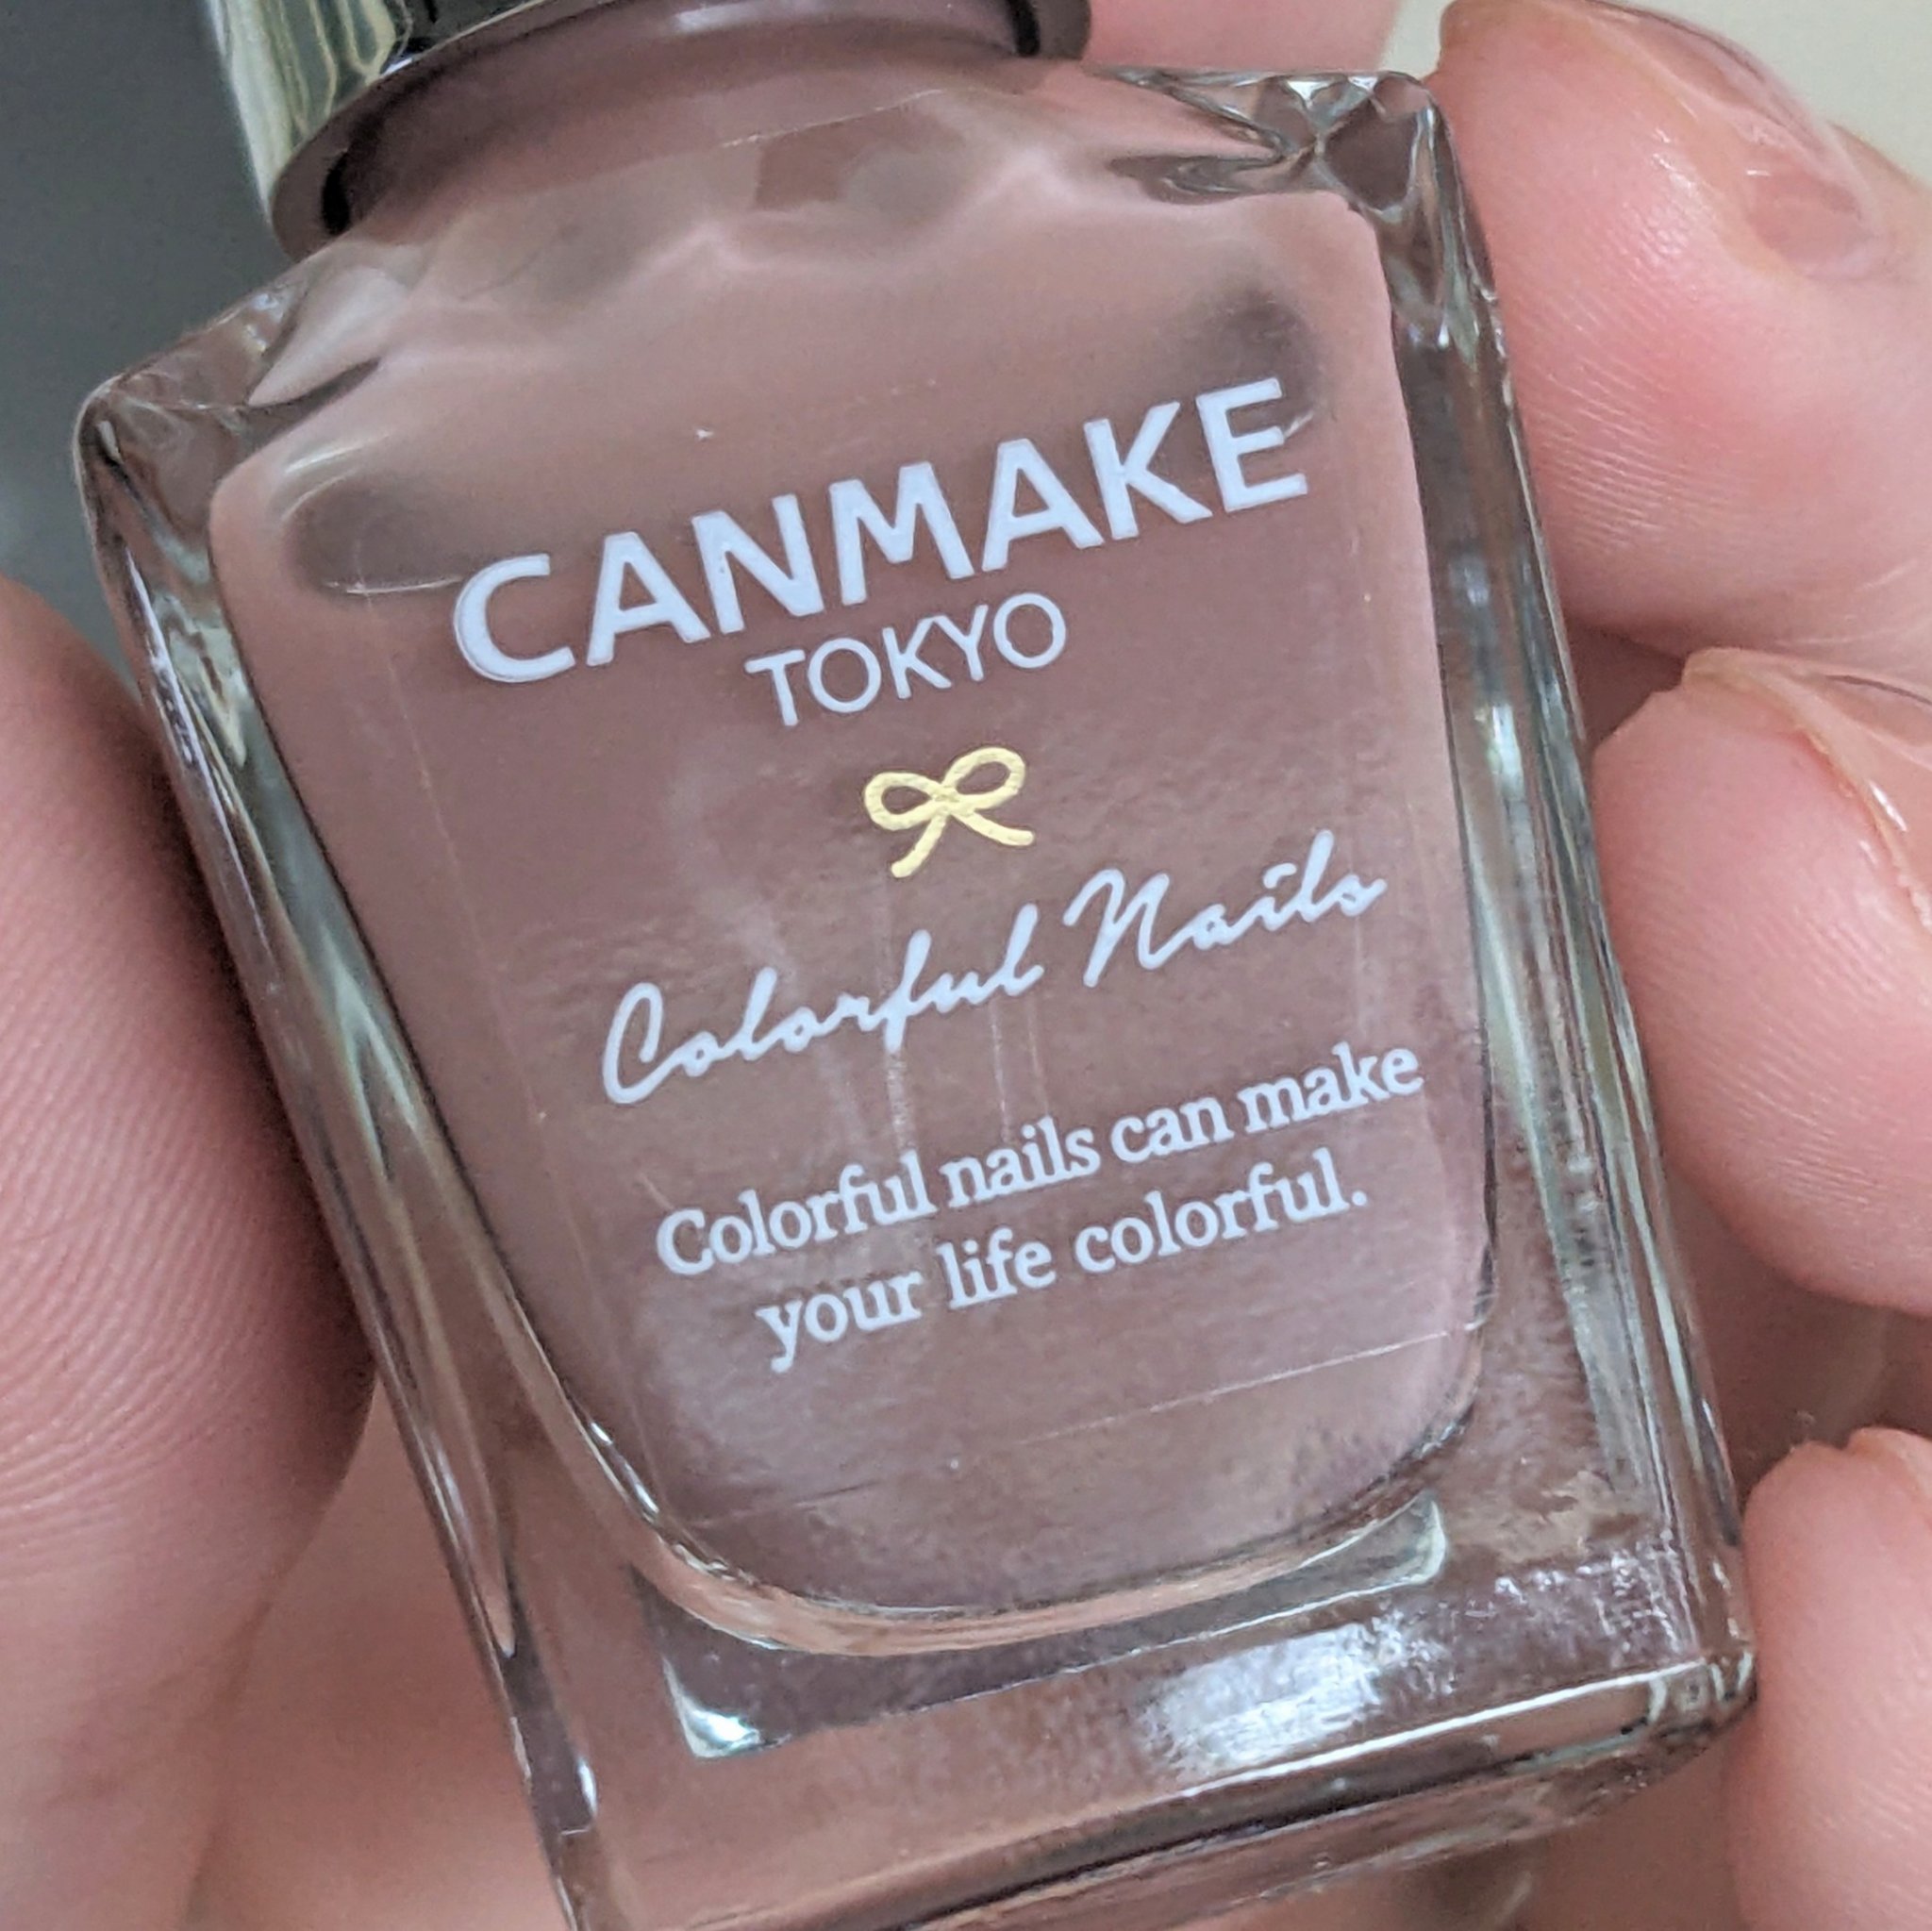 CANMAKE
TOKYO
Colorful Nails
Colorful nails can make
your life colorful.